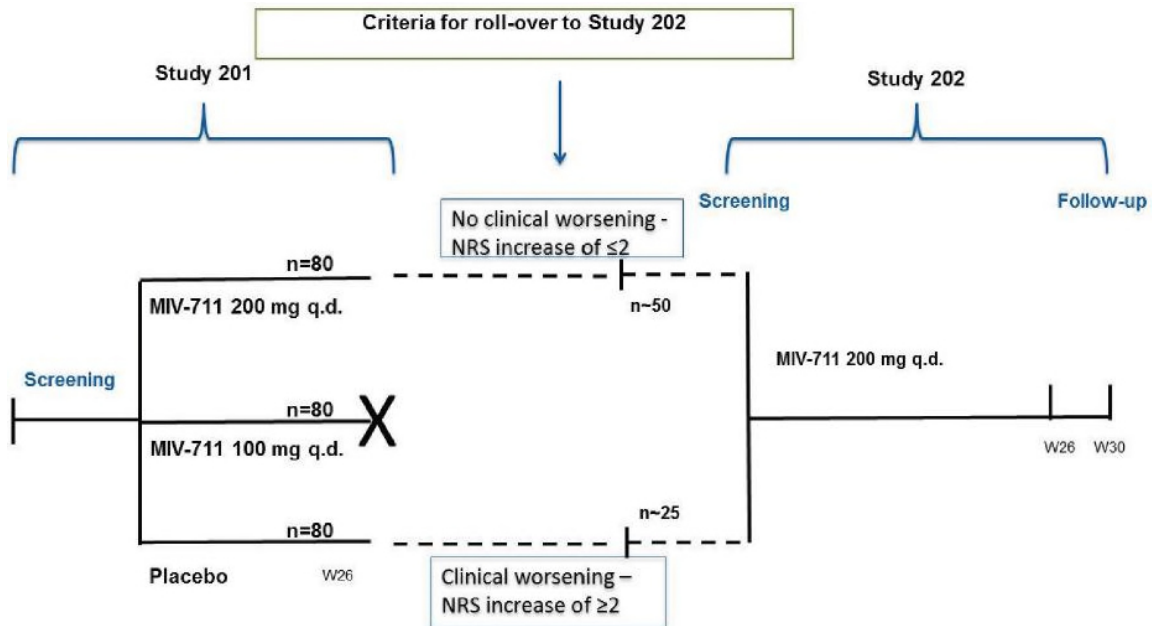 Criteria for roll-over to Study 202
Study 201
Study 202
Screening
Follow-up
No clinical worsening -
NRS increase of ≤2
n=80
MIV-711 200 mg q.d.
n~50
MIV-711 200 mg q.d.
Screening
n=80
X
MIV-711 100 mg q.d.
W26
W30
n~25
n=80
Placebo
W26
Clinical worsening –
NRS increase of ≥2